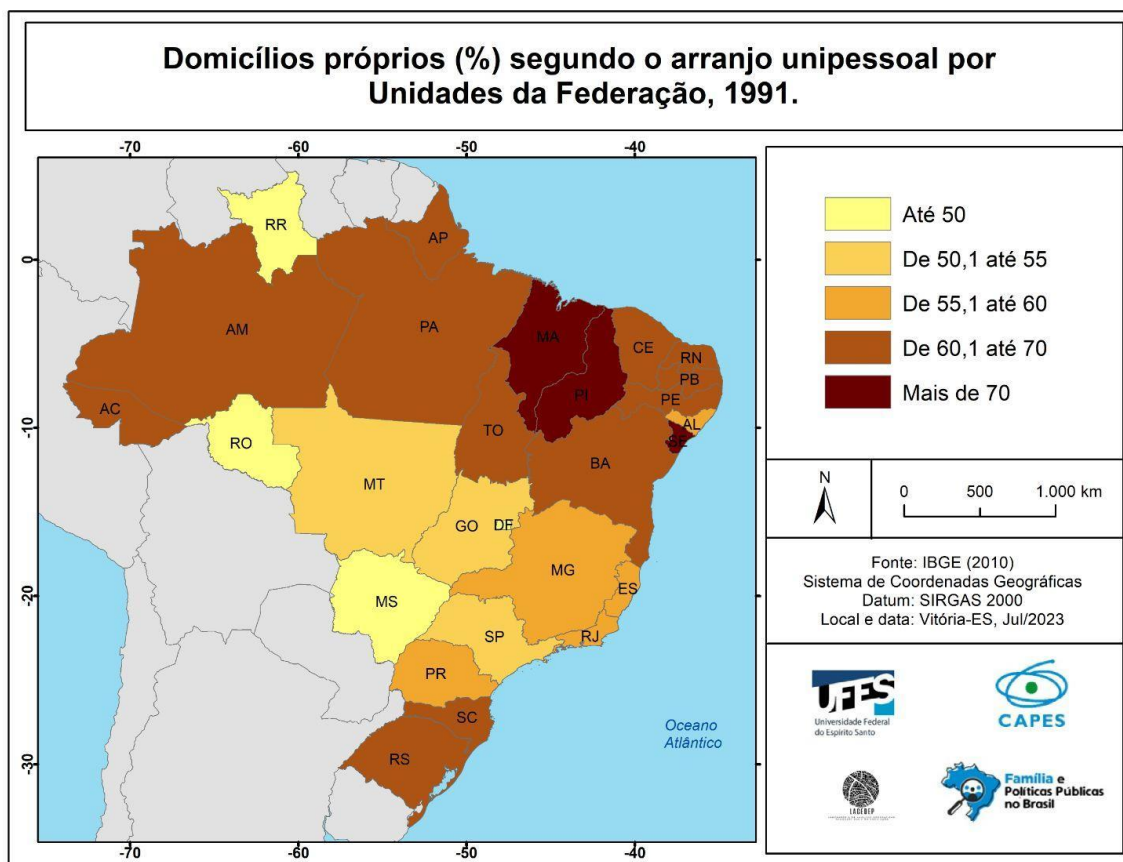 Domicílios próprios (%) segundo o arranjo unipessoal por
Unidades da Federação, 1991.
-70
-60
-50
-40
0
-10
-20
-30
RR
AP
AM
PA
MA
CE
RN
PB
PI
PE
AC
AL
SE
TO
RO
BA
MT
GO
DF
MG
ES
MS
SP
RJ
PR
SC
RS
Oceano
Atlântico
-70
-60
-50
-40
Até 50
De 50,1 até 55
De 55,1 até 60
De 60,1 até 70
Mais de 70
N
0 500 1.000 km
Fonte: IBGE (2010)
Sistema de Coordenadas Geográficas
Datum: SIRGAS 2000
Local e data: Vitória-ES, Jul/2023
UFES
Universidade Federal
do Espírito Santo
CAPES
LAGEDEP
Família e
Políticas Públicas
no Brasil